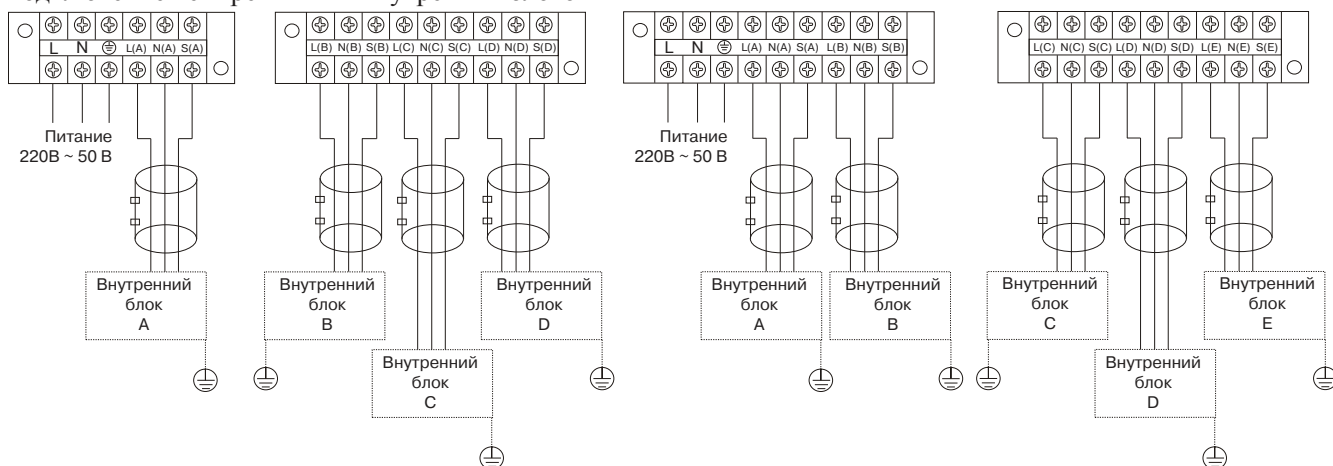 L N L(A) N(A) S(A)
L(B) N(B) S(B) L(C) N(C) S(C) L(D) N(D) S(D)
L N L(A) N(A) S(A) L(B) N(B) S(B)
L(C) N(C) S(C) L(D) N(D) S(D) L(E) N(E) S(E)
Питание
220В ~ 50 В
Питание
220В ~ 50 В
Внутренний
блок
A
Внутренний
блок
B
Внутренний
блок
C
Внутренний
блок
D
Внутренний
блок
A
Внутренний
блок
B
Внутренний
блок
C
Внутренний
блок
D
Внутренний
блок
E